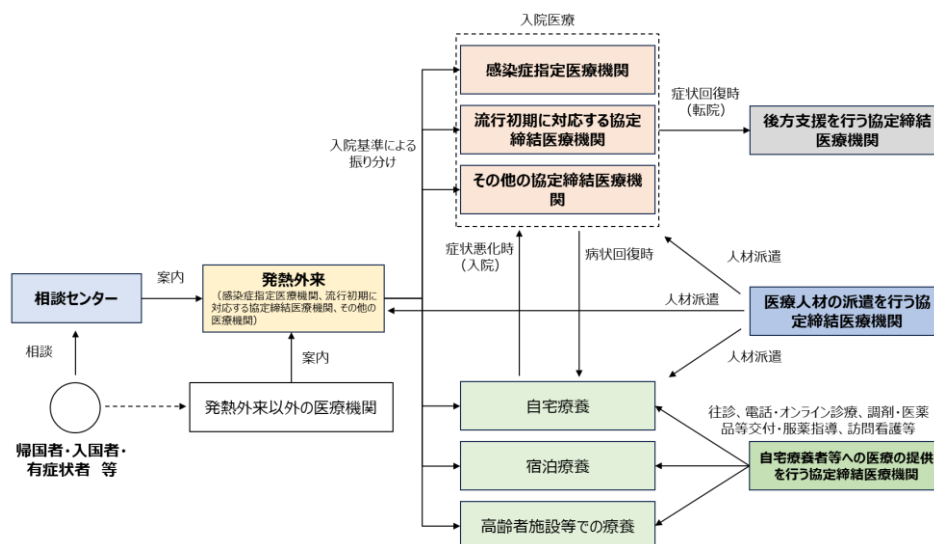 入院医療
感染症指定医療機関
流行初期に対応する協定
締結医療機関
その他の協定締結医療機
関
症状回復時
（転院）
後方支援を行う協定締結
医療機関
入院基準による
振り分け
症状悪化時
（入院）
病状回復時
人材派遣
相談センター
案内
発熱外来
（感染症指定医療機関、流行初期に
対応する協定締結医療機関、その他の
医療機関）
人材派遣
医療人材の派遣を行う協
定締結医療機関
人材派遣
相談
案内
発熱外来以外の医療機関
帰国者・入国者・
有症状者 等
自宅療養
宿泊療養
高齢者施設等での療養
往診、電話・オンライン診療、調剤・医薬
品等交付・服薬指導、訪問看護等
自宅療養者等への医療の提供
を行う協定締結医療機関